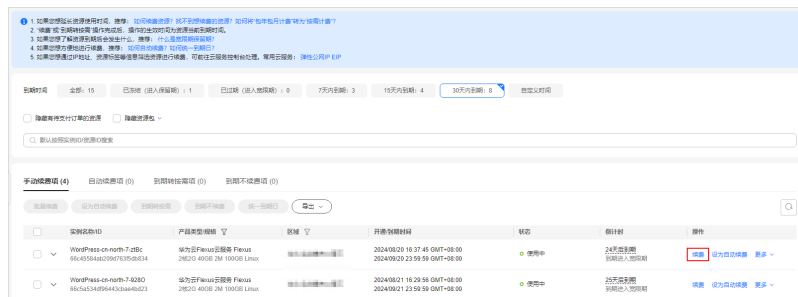 1. 如果您想延长资源使用时间，推荐： 如何续费资源？找不到想续费的资源？如何将"包年包月计费"转为"按需计费"？
2. "续费"或"到期转按需"操作完成后，操作的生效时间为资源当前到期时间。
3. 如果您想了解资源到期后会发生什么，推荐： 什么是宽限期保留期？
4. 如果您想方便地进行续费，推荐： 如何自动续费？如何统一到期日？
5. 如果您想通过IP地址、资源标签等信息筛选资源进行续费，可前往云服务控制台处理。常用云服务： 弹性公网IP EIP
到期时间 全部：15 已冻结（进入保留期）：1 已过期（进入宽限期）：0 7天内到期：3 15天内到期：4 30天内到期：8 自定义时间
隐藏有待支付订单的资源 隐藏资源包
默认按照实例ID/资源ID搜索
手动续费项 (4) 自动续费项 (0) 到期转按需项 (0) 到期不续费项 (0)
批量续费 设为自动续费 到期转按需 到期不续费 统一到期日 导出
实例名称/ID 产品类型/规格 区域 开通/到期时间 状态 倒计时 操作
WordPress-cn-north-7-ztBc 华为云Flexus云服务 Flexus 2024/08/20 16:37:45 GMT+08:00 使用中 24天后到期 续费 设为自动续费 更多
66c45584ab209d763f5db834 2核2G 40GB 2M 100GB Linux 2024/09/20 23:59:59 GMT+08:00 到期进入宽限期
WordPress-cn-north-7-928O 华为云Flexus云服务 Flexus 2024/08/21 16:29:56 GMT+08:00 使用中 25天后到期 续费 设为自动续费 更多
66c5a534df96443cbae4bd23 2核2G 40GB 2M 100GB Linux 2024/09/21 23:59:59 GMT+08:00 到期进入宽限期